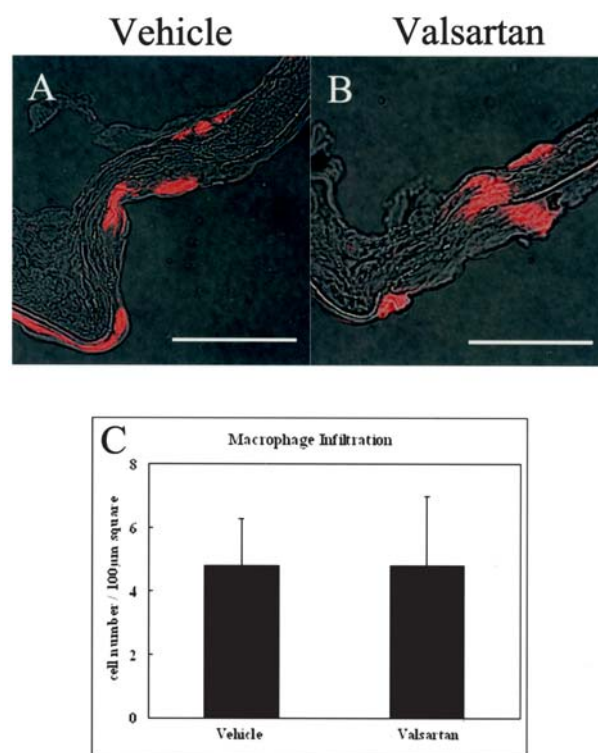 Vehicle Valsartan
A B
C
Macrophage Infiltration
cell number / 100μm square
8
6
4
2
0
Vehicle Valsartan